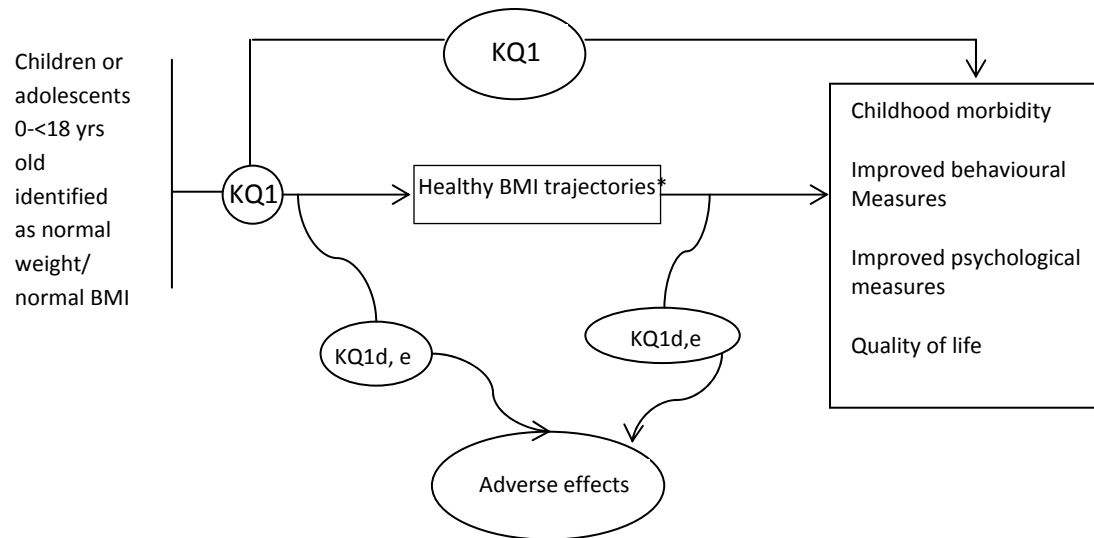 KQ1
Children or
adolescents
0-<18 yrs
old
identified
as normal
weight/
normal BMI
KQ1
Healthy BMI trajectories*
Childhood morbidity
Improved behavioural
Measures
Improved psychological
measures
Quality of life
KQ1d, e
KQ1d,e
Adverse effects